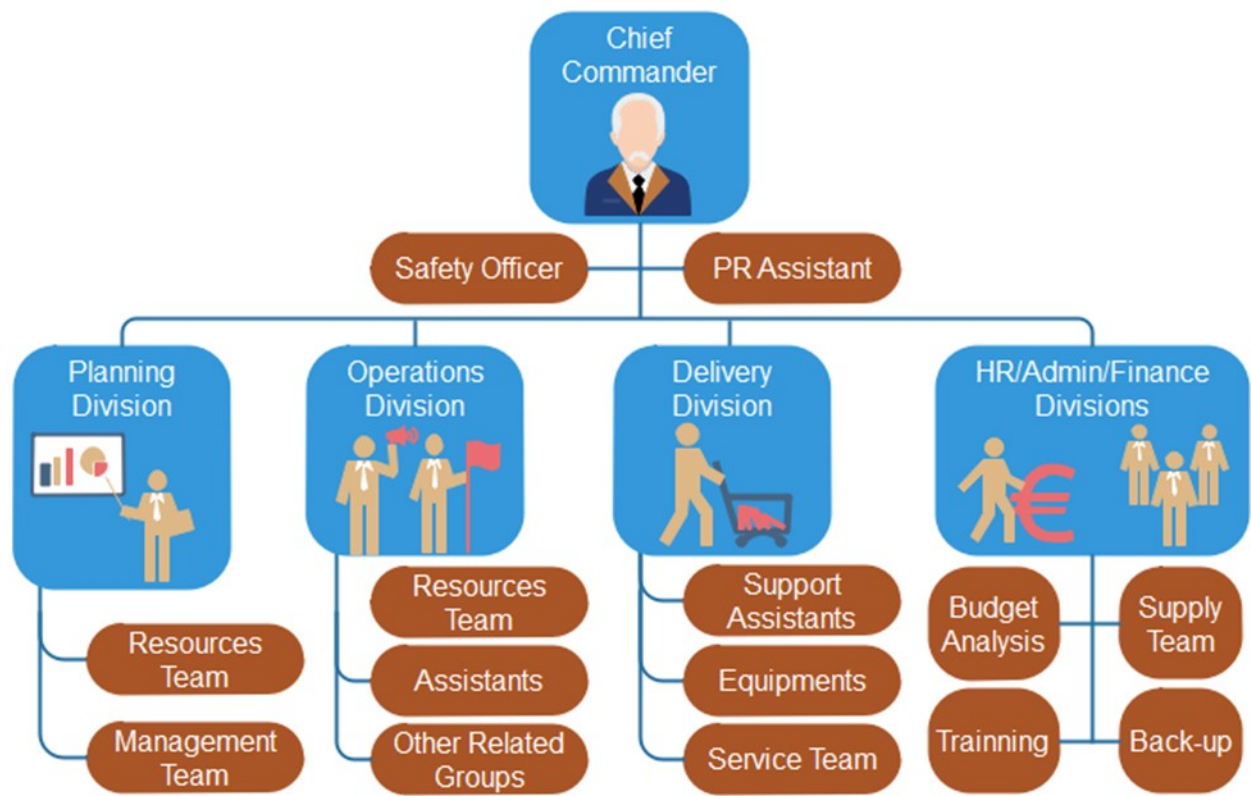 Chief
Commander
Safety Officer
PR Assistant
Planning
Division
Operations
Division
Delivery
Division
HR/Admin/Finance
Divisions
Resources
Team
Management
Team
Resources
Team
Assistants
Other Related
Groups
Support
Assistants
Equipments
Service Team
Budget
Analysis
Supply
Team
Trainning
Back-up